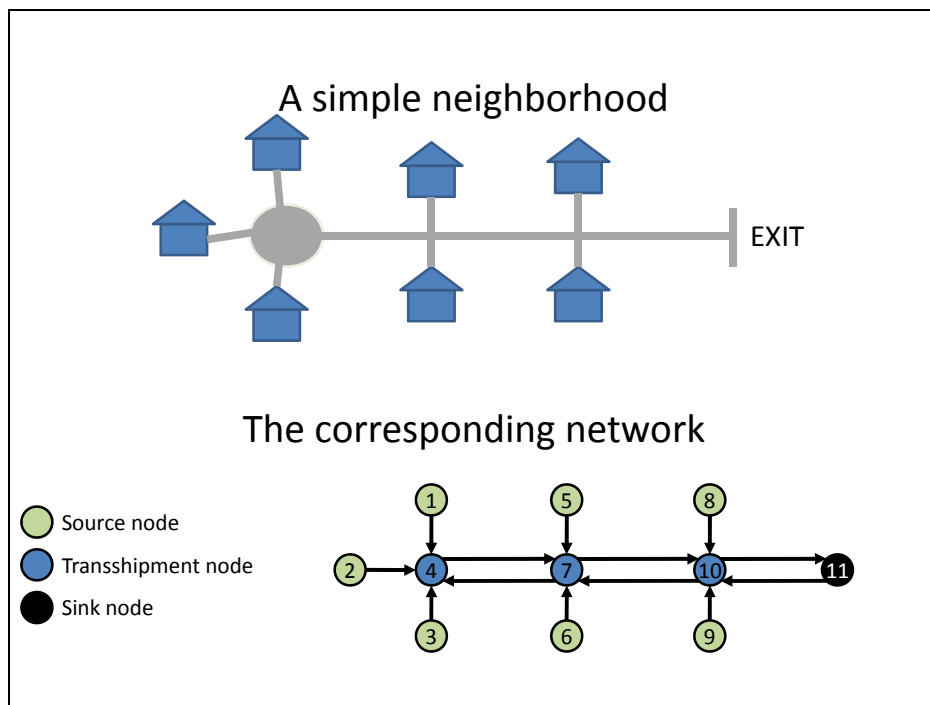 A simple neighborhood
EXIT
The corresponding network
1 5 8
Source node
2 4 7 10 11
Transshipment node
Sink node
3 6 9